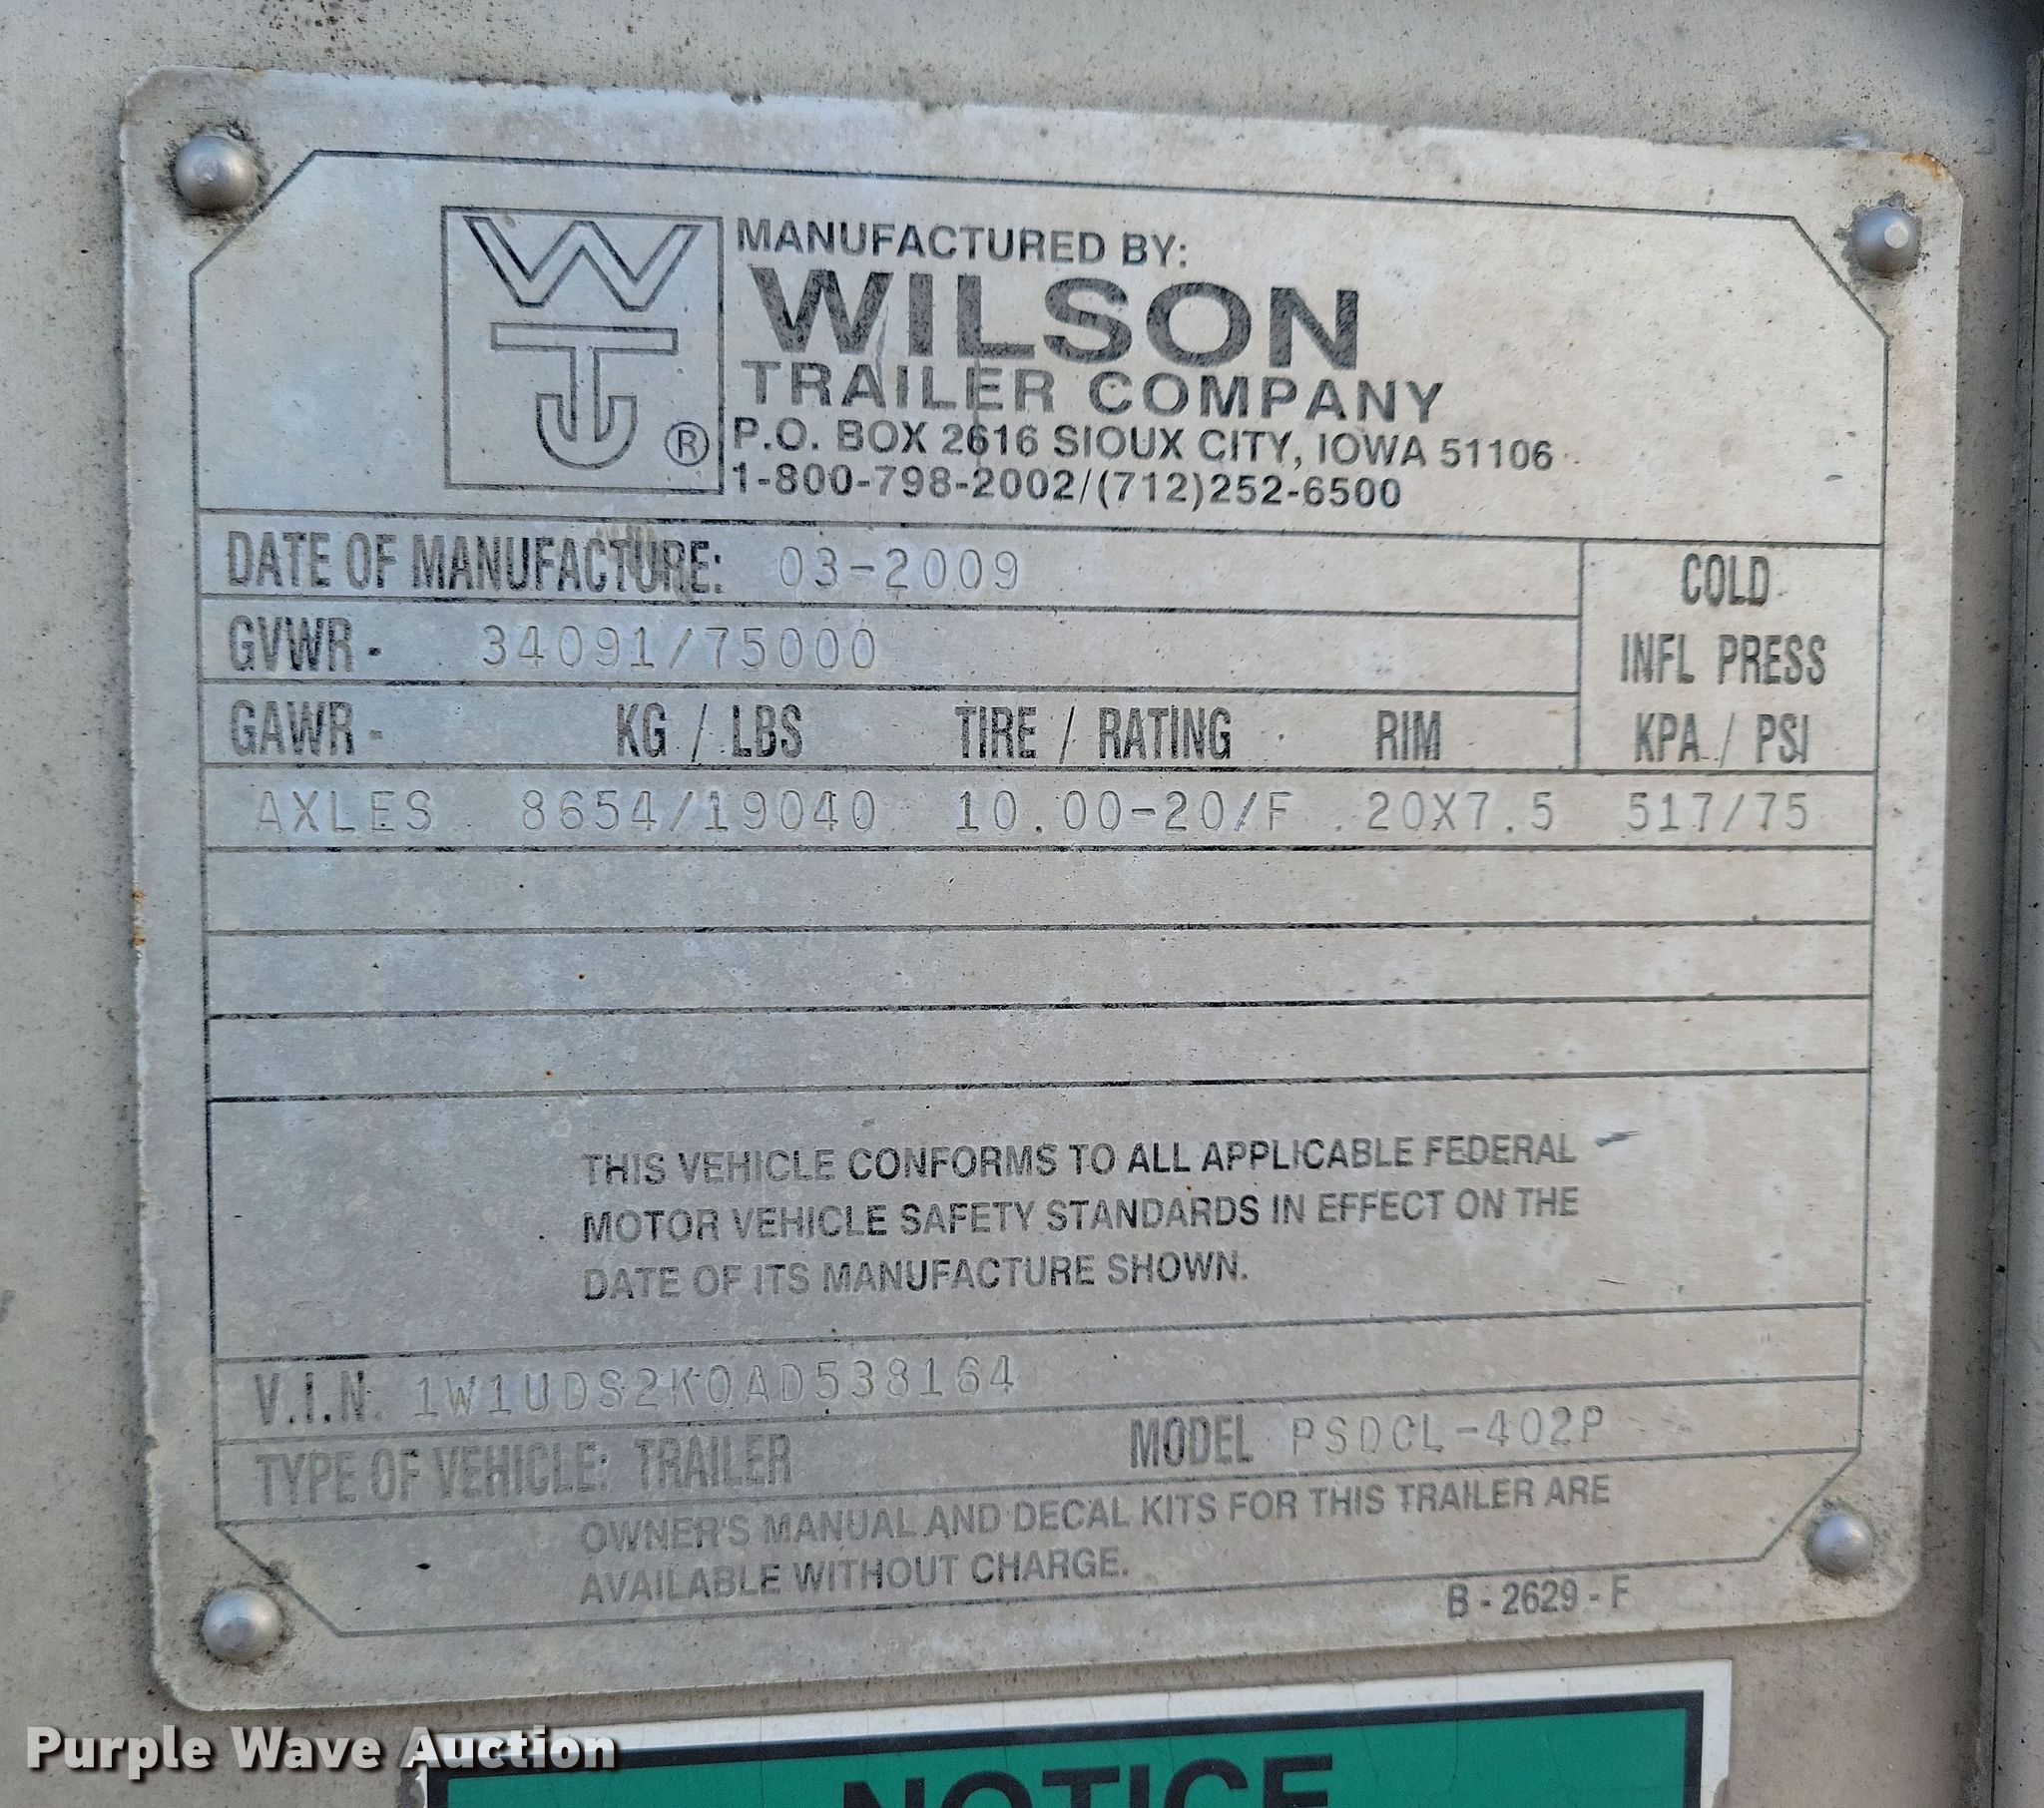 MANUFACTURED BY:
WILSON
TRAILER COMPANY
P.O. BOX 2616 SIOUX CITY, IOWA 51106
1-800-798-2002/(712)252-6500
WT
®
DATE OF MANUFACTURE: 03-2009
COLD
INFL PRESS
KPA / PSI
GVWR - 34091/75000
GAWR - KG / LBS TIRE / RATING RIM
AXLES 8654/19040 10.00-20/F 20X7.5 517/75
THIS VEHICLE CONFORMS TO ALL APPLICABLE FEDERAL
MOTOR VEHICLE SAFETY STANDARDS IN EFFECT ON THE
DATE OF ITS MANUFACTURE SHOWN.
V.I.N. 1W1UDS2K0AD538164
TYPE OF VEHICLE: TRAILER MODEL PSDCL-402P
OWNER'S MANUAL AND DECAL KITS FOR THIS TRAILER ARE
AVAILABLE WITHOUT CHARGE.
B - 2629 - F
Purple Wave Auction
NOTICE